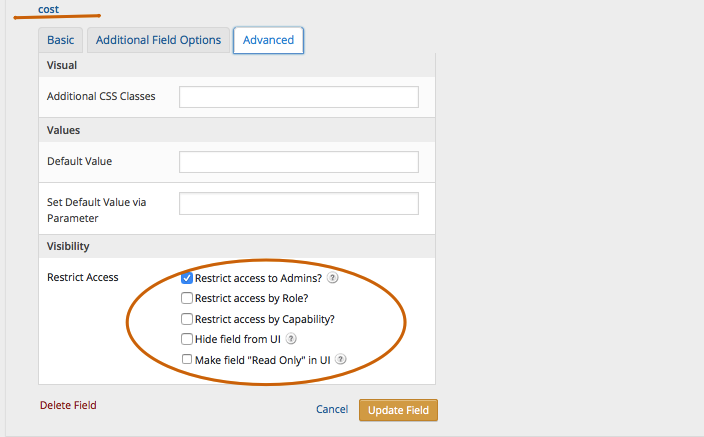 cost
Basic Additional Field Options Advanced
Visual
Additional CSS Classes
Values
Default Value
Set Default Value via
Parameter
Visibility
Restrict Access
Restrict access to Admins? ?
Restrict access by Role?
Restrict access by Capability?
Hide field from UI ?
Make field "Read Only" in UI ?
Delete Field Cancel Update Field